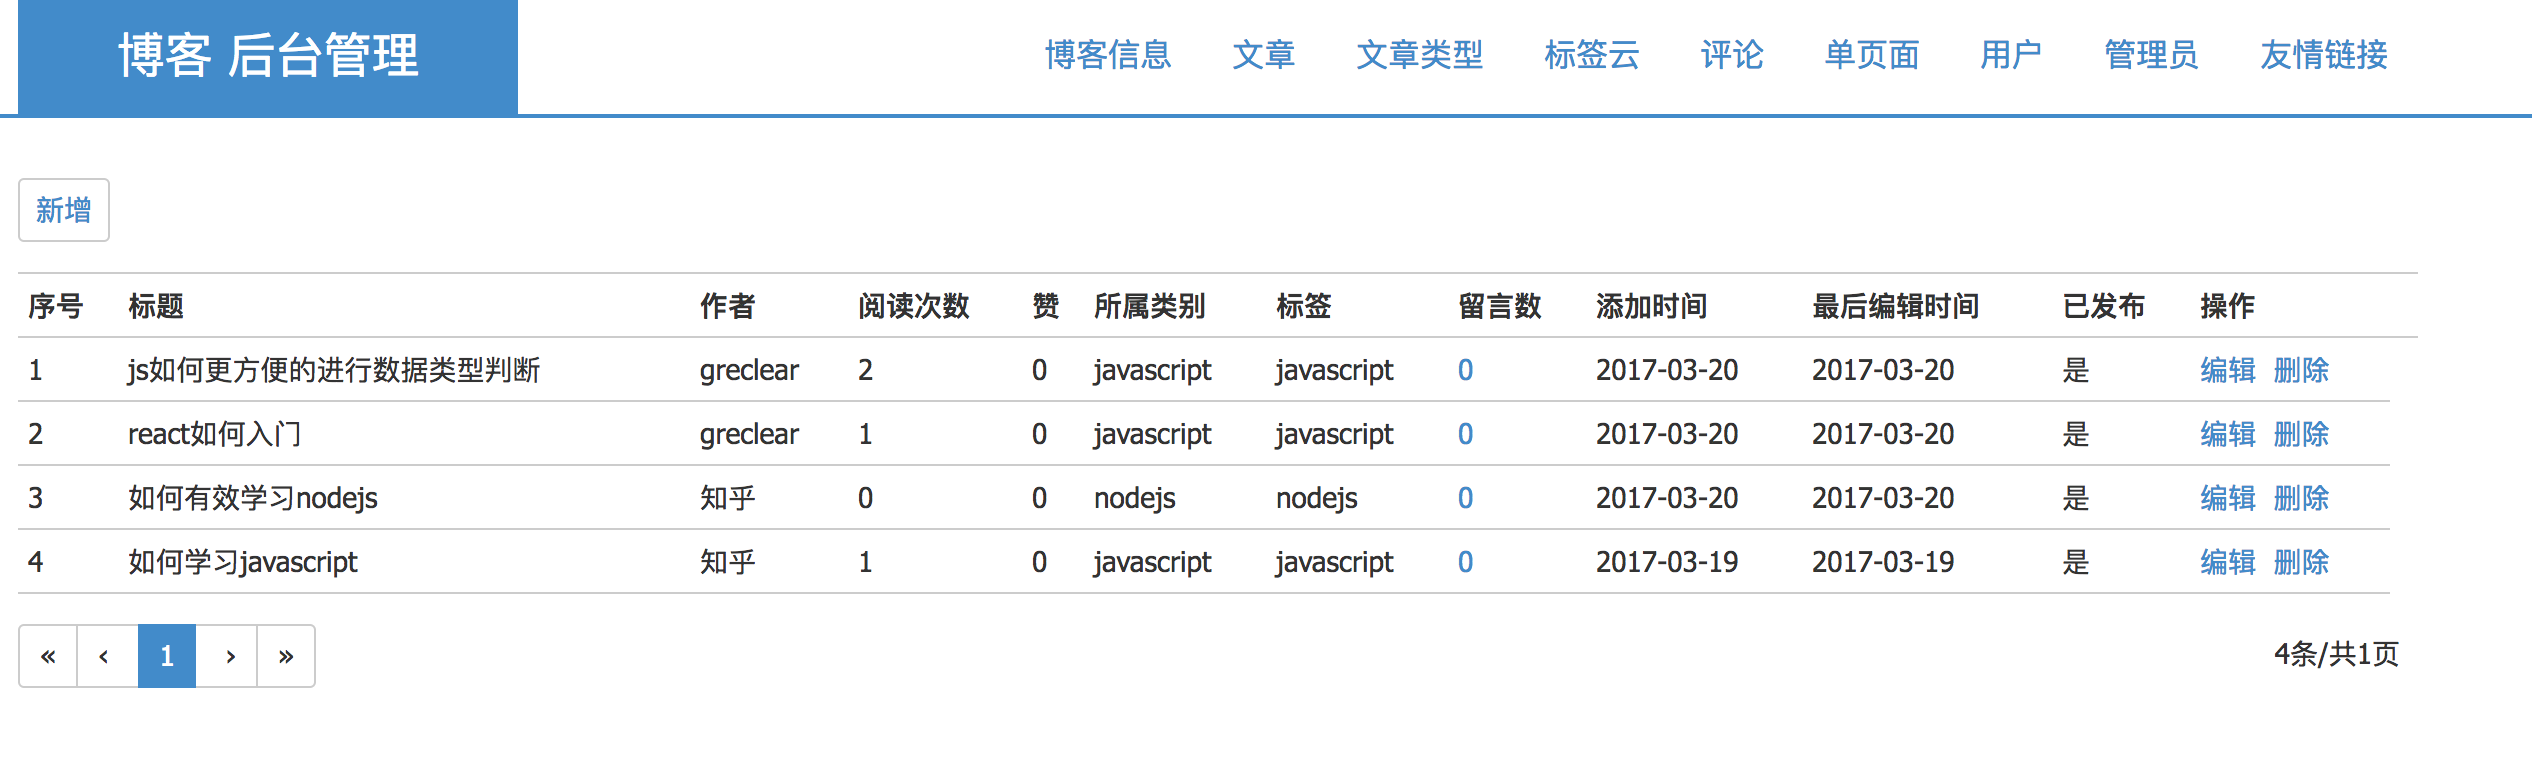 博客 后台管理 博客信息 文章 文章类型 标签云 评论 单页面 用户 管理员 友情链接
新增
序号 标题 作者 阅读次数 赞 所属类别 标签 留言数 添加时间 最后编辑时间 已发布 操作
1 js如何更方便的进行数据类型判断 greclear 2 0 javascript javascript 0 2017-03-20 2017-03-20 是 编辑 删除
2 react如何入门 greclear 1 0 javascript javascript 0 2017-03-20 2017-03-20 是 编辑 删除
3 如何有效学习nodejs 知乎 0 0 nodejs nodejs 0 2017-03-20 2017-03-20 是 编辑 删除
4 如何学习javascript 知乎 1 0 javascript javascript 0 2017-03-19 2017-03-19 是 编辑 删除
« ‹ 1 › » 4条/共1页